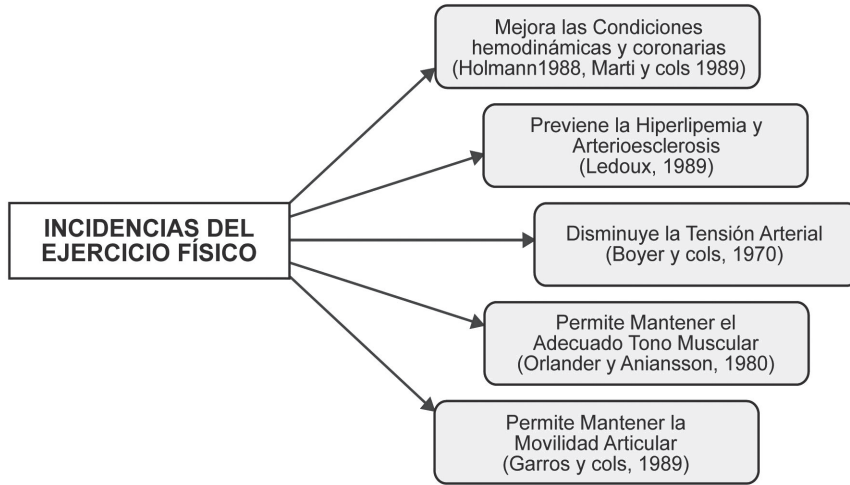 Mejora las Condiciones
hemodinámicas y coronarias
(Holmann1988, Marti y cols 1989)
Previene la Hiperlipemia y
Arterioesclerosis
(Ledoux, 1989)
INCIDENCIAS DEL
EJERCICIO FÍSICO
Disminuye la Tensión Arterial
(Boyer y cols, 1970)
Permite Mantener el
Adecuado Tono Muscular
(Orlander y Aniansson, 1980)
Permite Mantener la
Movilidad Articular
(Garros y cols, 1989)